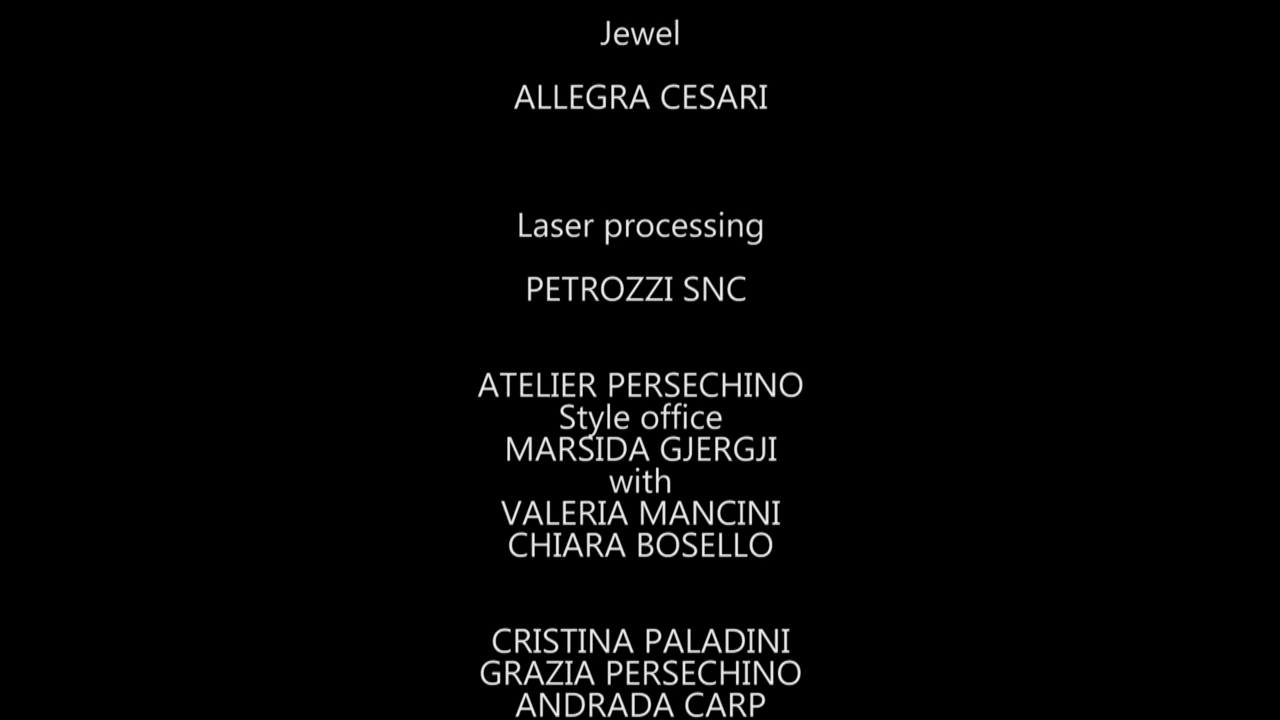 Jewel
ALLEGRA CESARI
Laser processing
PETROZZI SNC
ATELIER PERSECHINO
Style office
MARSIDA GJERGJI
with
VALERIA MANCINI
CHIARA BOSELLO
CRISTINA PALADINI
GRAZIA PERSECHINO
ANDRADA CARP